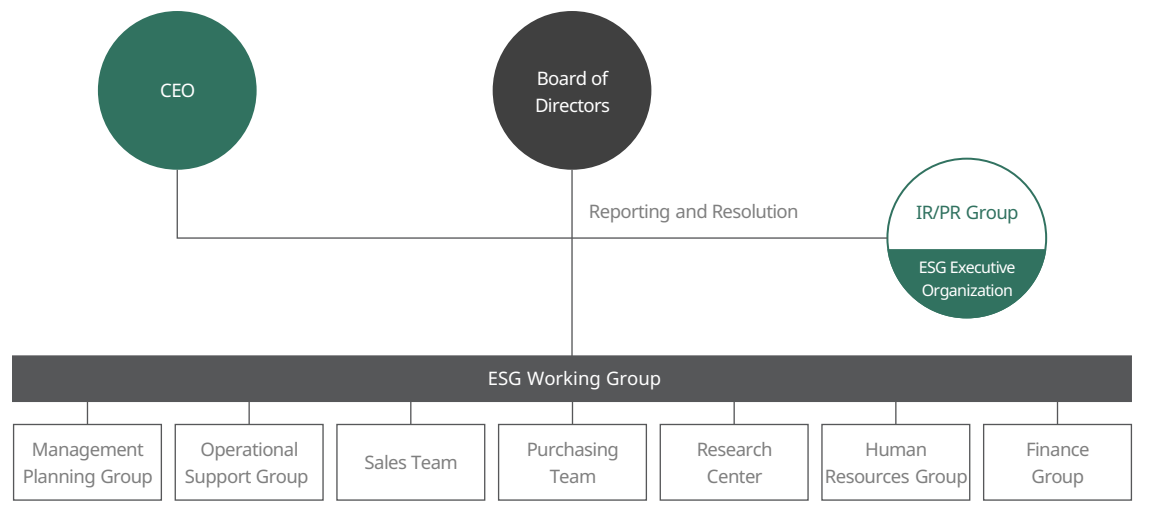 CEO
Board of
Directors
Reporting and Resolution
IR/PR Group
ESG Executive
Organization
ESG Working Group
Management
Planning Group
Operational
Support Group
Sales Team
Purchasing
Team
Research
Center
Human
Resources Group
Finance
Group